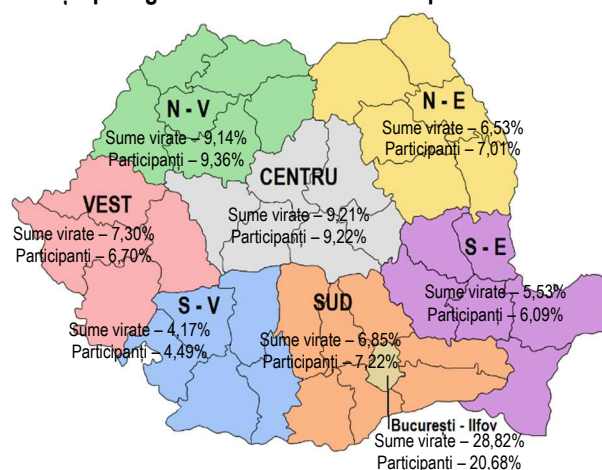 N - V
Sume virate – 9,14%
Participanți – 9,36%
N - E
Sume virate – 6,53%
Participanți – 7,01%
CENTRU
Sume virate – 9,21%
Participanți – 9,22%
VEST
Sume virate – 7,30%
Participanți – 6,70%
S - E
Sume virate – 5,53%
Participanți – 6,09%
S - V
Sume virate – 4,17%
Participanți – 4,49%
SUD
Sume virate – 6,85%
Participanți – 7,22%
București - Ilfov
Sume virate – 28,82%
Participanți – 20,68%